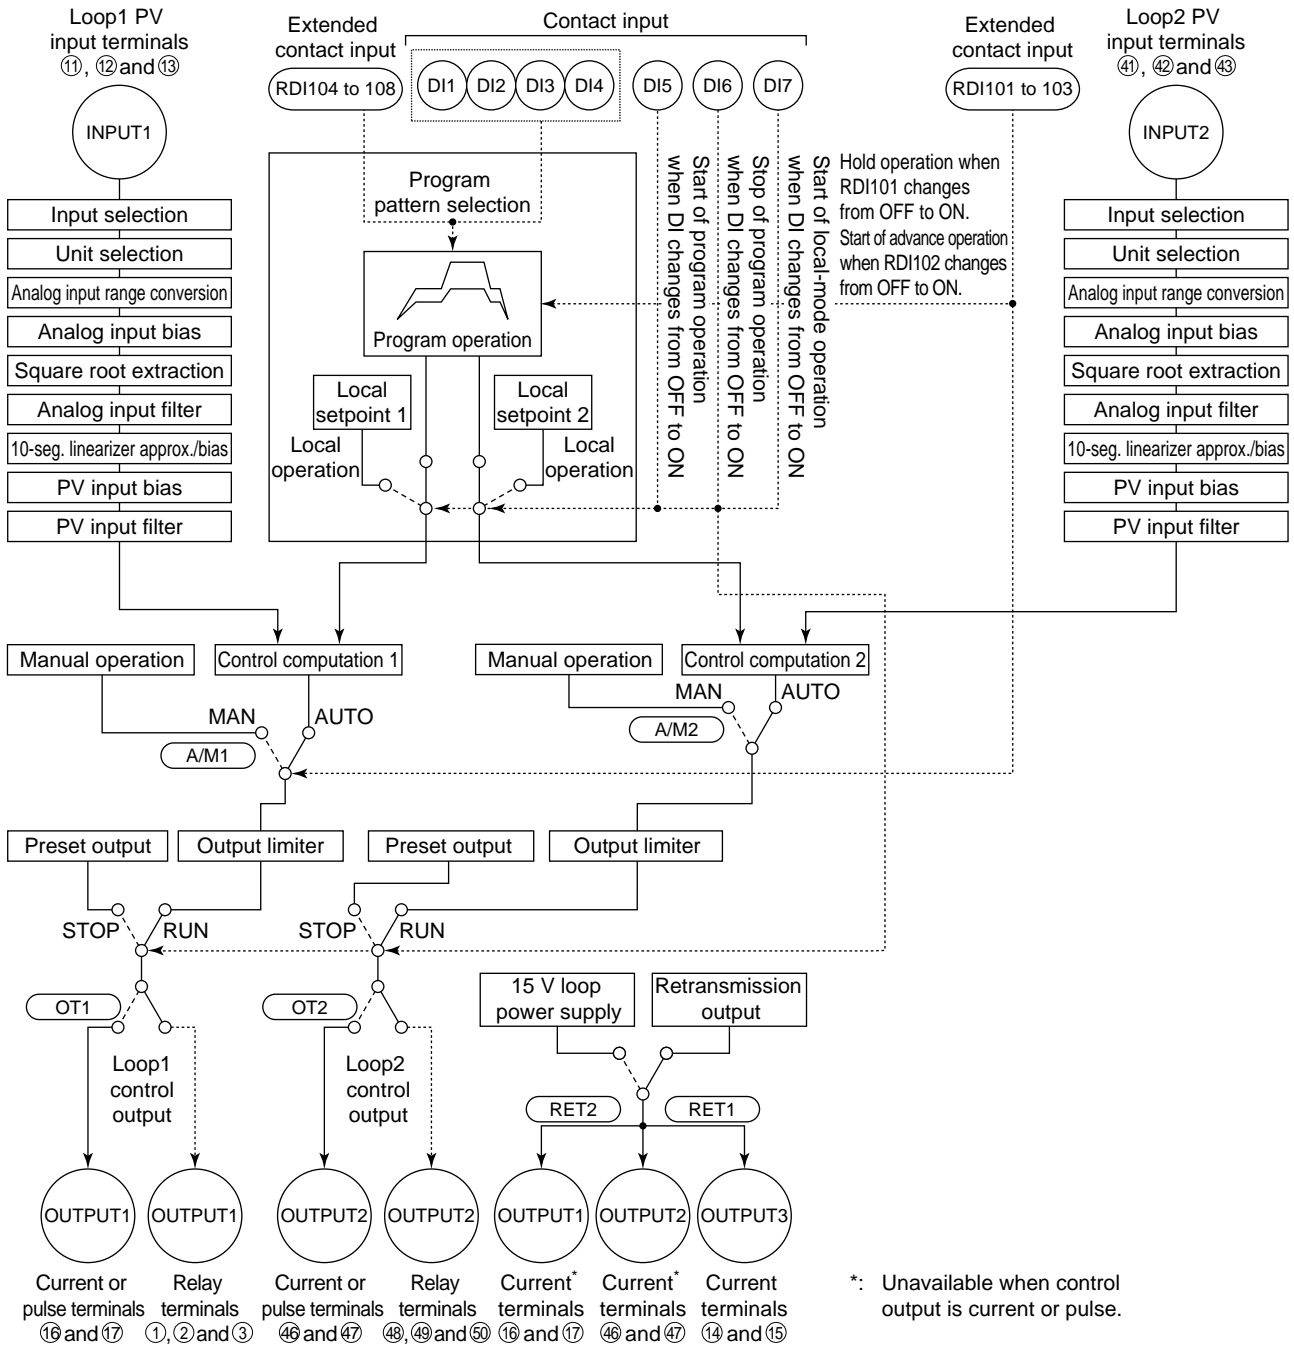 Loop1 PV
input terminals
⑪, ⑫ and ⑬
Extended
contact input
Contact input
Extended
contact input
Loop2 PV
input terminals
㊶, ㊷ and ㊸
RDI104 to 108
DI1
DI2
DI3
DI4
DI5
DI6
DI7
RDI101 to 103
INPUT1
INPUT2
Input selection
Unit selection
Analog input range conversion
Analog input bias
Square root extraction
Analog input filter
10-seg. linearizer approx./bias
PV input bias
PV input filter
Program
pattern selection
Program operation
Local
setpoint 1
Local
setpoint 2
Local
operation
Local
operation
Start of program operation
when DI changes from OFF to ON
Stop of program operation
when DI changes from OFF to ON
Start of local-mode operation
when DI changes from OFF to ON
Hold operation when
RDI101 changes
from OFF to ON.
Start of advance operation
when RDI102 changes
from OFF to ON.
Input selection
Unit selection
Analog input range conversion
Analog input bias
Square root extraction
Analog input filter
10-seg. linearizer approx./bias
PV input bias
PV input filter
Manual operation
Control computation 1
Manual operation
Control computation 2
MAN
AUTO
A/M1
MAN
AUTO
A/M2
Preset output
Output limiter
Preset output
Output limiter
STOP
RUN
STOP
RUN
OT1
OT2
15 V loop
power supply
Retransmission
output
Loop1
control
output
Loop2
control
output
RET2
RET1
OUTPUT1
OUTPUT1
OUTPUT2
OUTPUT2
OUTPUT1
OUTPUT2
OUTPUT3
Current or
pulse terminals
⑯ and ⑰
Relay
terminals
①, ② and ③
Current or
pulse terminals
㊻ and ㊼
Relay
terminals
㊽, ㊾ and ㊿
Current*
terminals
⑯ and ⑰
Current*
terminals
㊻ and ㊼
Current
terminals
⑭ and ⑮
*: Unavailable when control
output is current or pulse.